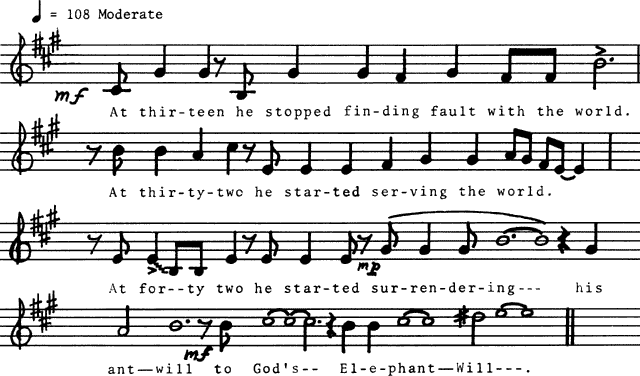 = 108 Moderate
mf
At thir-teen he stopped fin-ding fault with the world.
At thir-ty-two he star-ted ser-ving the world.
mp
At for--ty two he star-ted sur-ren-der-ing--- his
mf
ant—will to God's-- El-e-phant—Will---.